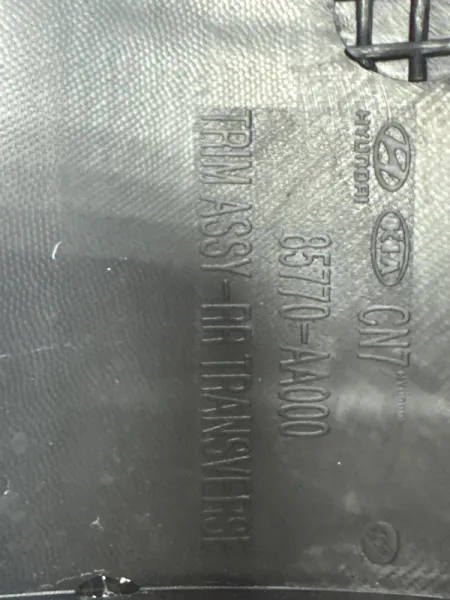 HYUNDAI KIA CN7
85770-AA000
TRIM ASSY-RR TRANSVERSE